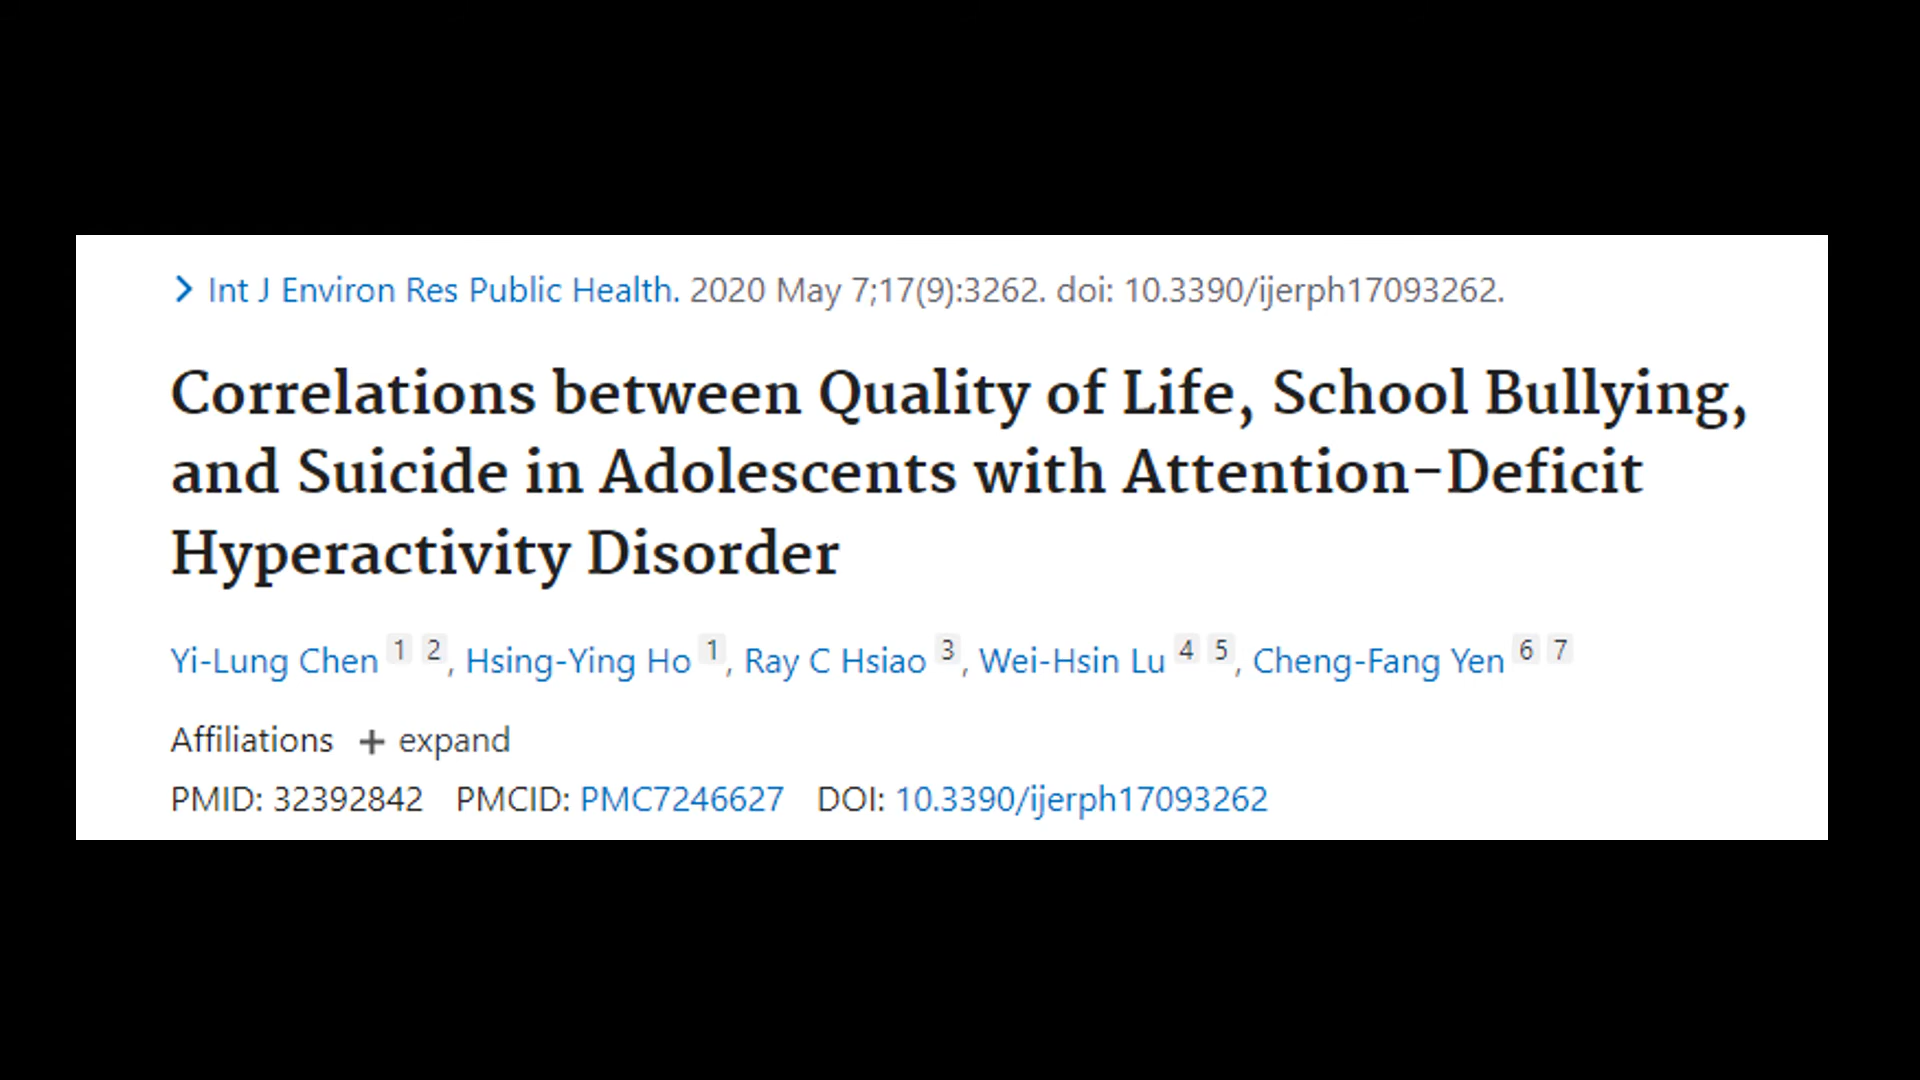 Int J Environ Res Public Health. 2020 May 7;17(9):3262. doi: 10.3390/ijerph17093262.
Correlations between Quality of Life, School Bullying,
and Suicide in Adolescents with Attention-Deficit
Hyperactivity Disorder
Yi-Lung Chen 1 2, Hsing-Ying Ho 1, Ray C Hsiao 3, Wei-Hsin Lu 4 5, Cheng-Fang Yen 6 7
Affiliations + expand
PMID: 32392842 PMCID: PMC7246627 DOI: 10.3390/ijerph17093262